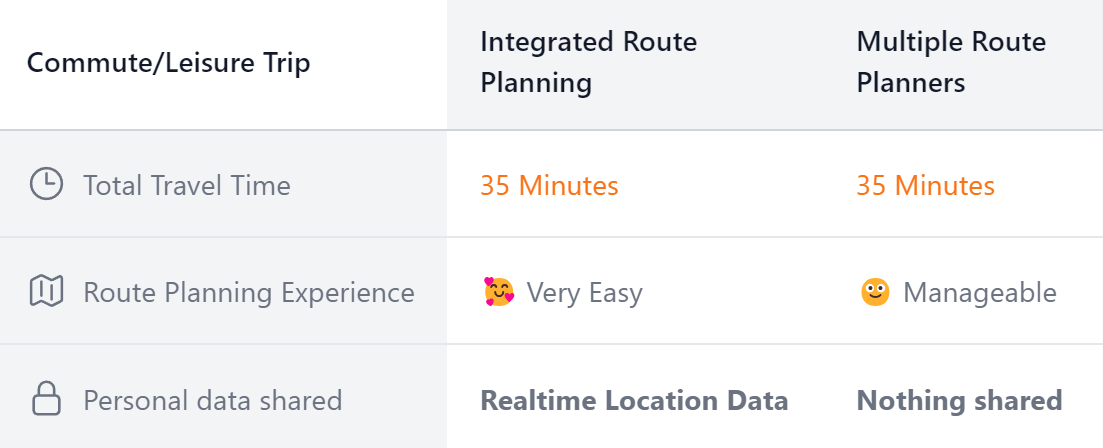 Commute/Leisure Trip
Integrated Route
Planning
Multiple Route
Planners
Total Travel Time
35 Minutes
35 Minutes
Route Planning Experience
🥰 Very Easy
🙂 Manageable
Personal data shared
Realtime Location Data
Nothing shared